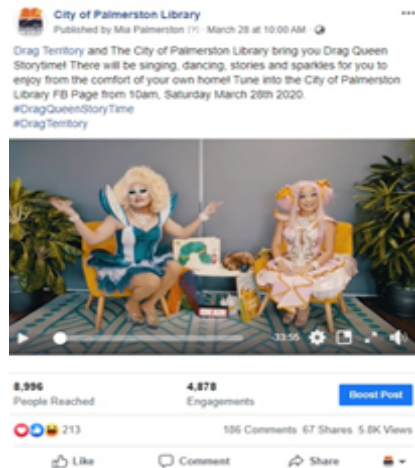 City of Palmerston Library
Published by Mia Palmerston [?] · March 28 at 10:00 AM ·
Drag Territory and The City of Palmerston Library bring you Drag Queen
Storytime! There will be singing, dancing, stories and sparkles for you to
enjoy from the comfort of your own home! Tune into the City of Palmerston
Library FB Page from 10am, Saturday March 28th 2020.
#DragQueenStoryTime
#DragTerritory
-33:55
8,996
People Reached
4,878
Engagements
Boost Post
213
186 Comments 67 Shares 5.8K Views
Like
Comment
Share